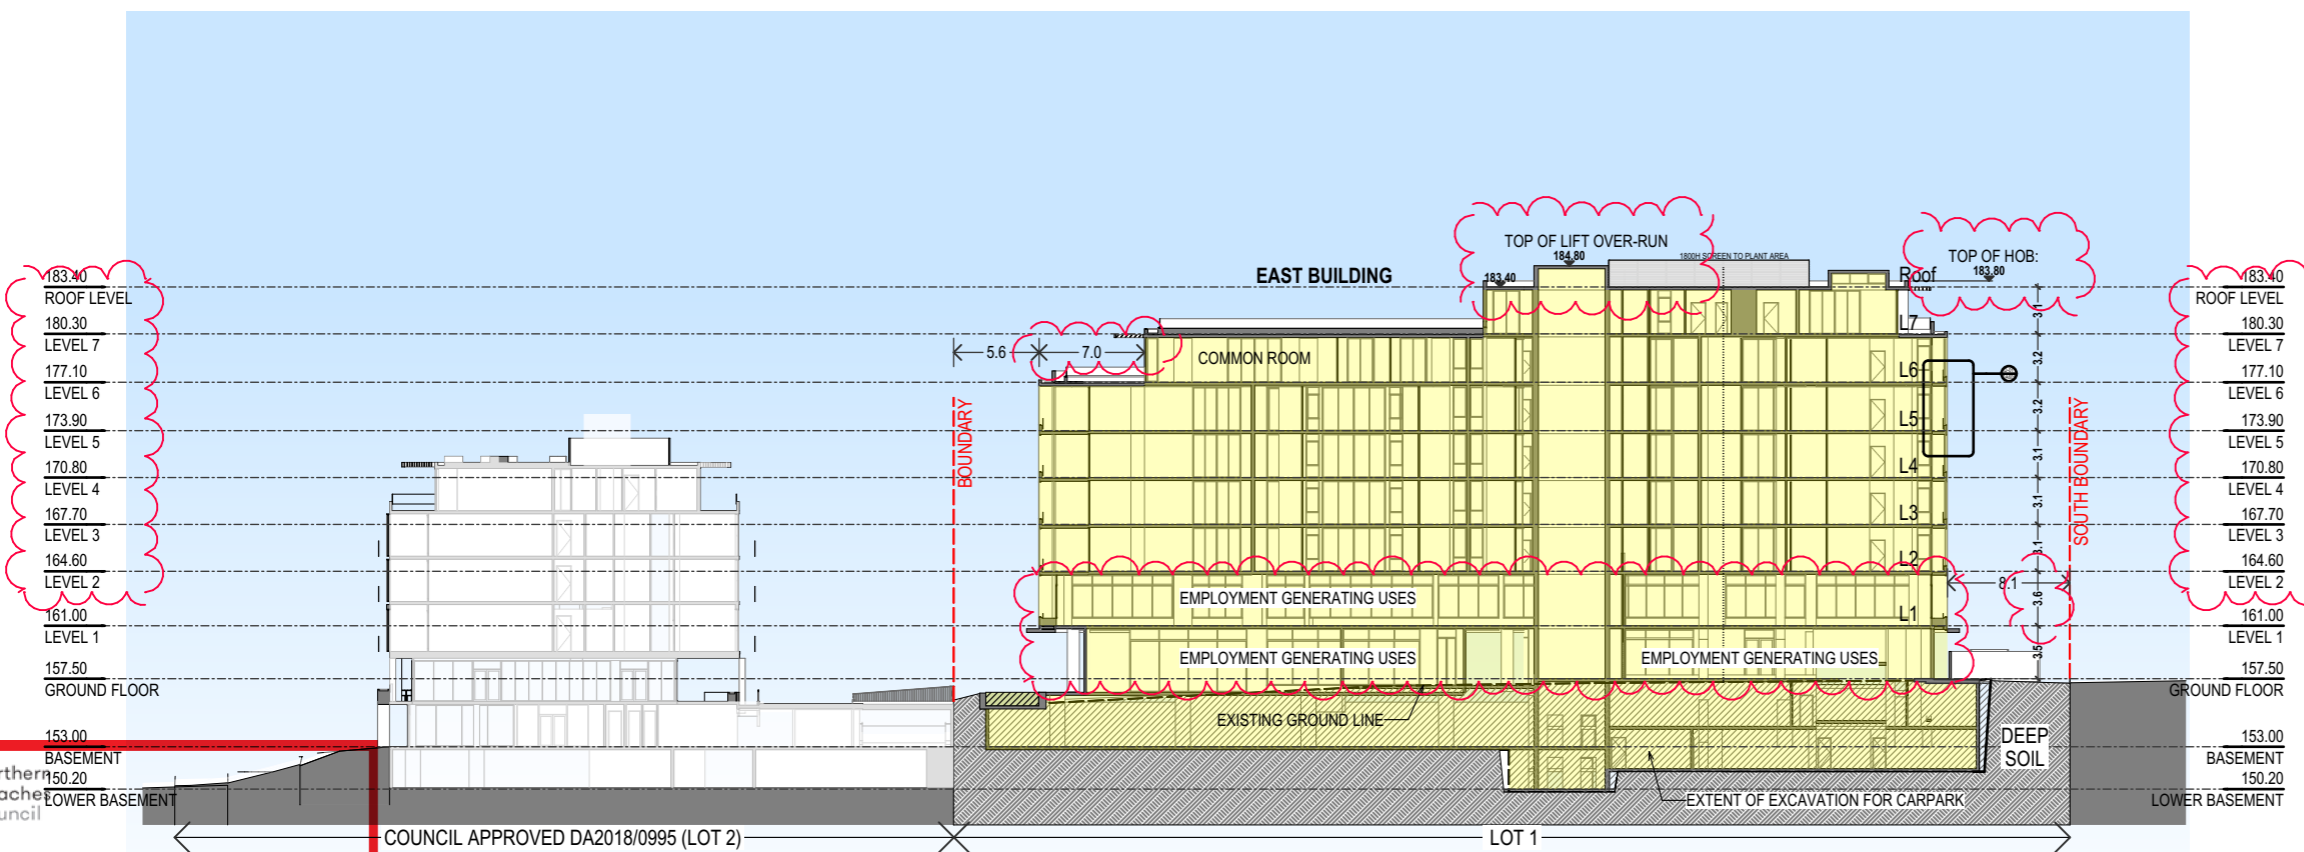 TOP OF LIFT OVER-RUN
184.80
1800H SCREEN TO PLANT AREA
TOP OF HOB:
183.80
EAST BUILDING
183.40
Roof
183.40
ROOF LEVEL
180.30
LEVEL 7
177.10
LEVEL 6
173.90
LEVEL 5
170.80
LEVEL 4
167.70
LEVEL 3
164.60
LEVEL 2
161.00
LEVEL 1
157.50
GROUND FLOOR
153.00
BASEMENT
150.20
LOWER BASEMENT
rthern
aches
uncil
5.6
7.0
COMMON ROOM
BOUNDARY
L7
L6
L5
L4
L3
L2
L1
EMPLOYMENT GENERATING USES
EMPLOYMENT GENERATING USES
EMPLOYMENT GENERATING USES
EXISTING GROUND LINE
EXTENT OF EXCAVATION FOR CARPARK
DEEP
SOIL
3.1
3.2
3.2
3.1
3.1
3.1
3.6
3.5
8.1
SOUTH BOUNDARY
183.40
ROOF LEVEL
180.30
LEVEL 7
177.10
LEVEL 6
173.90
LEVEL 5
170.80
LEVEL 4
167.70
LEVEL 3
164.60
LEVEL 2
161.00
LEVEL 1
157.50
GROUND FLOOR
153.00
BASEMENT
150.20
LOWER BASEMENT
COUNCIL APPROVED DA2018/0995 (LOT 2)
LOT 1